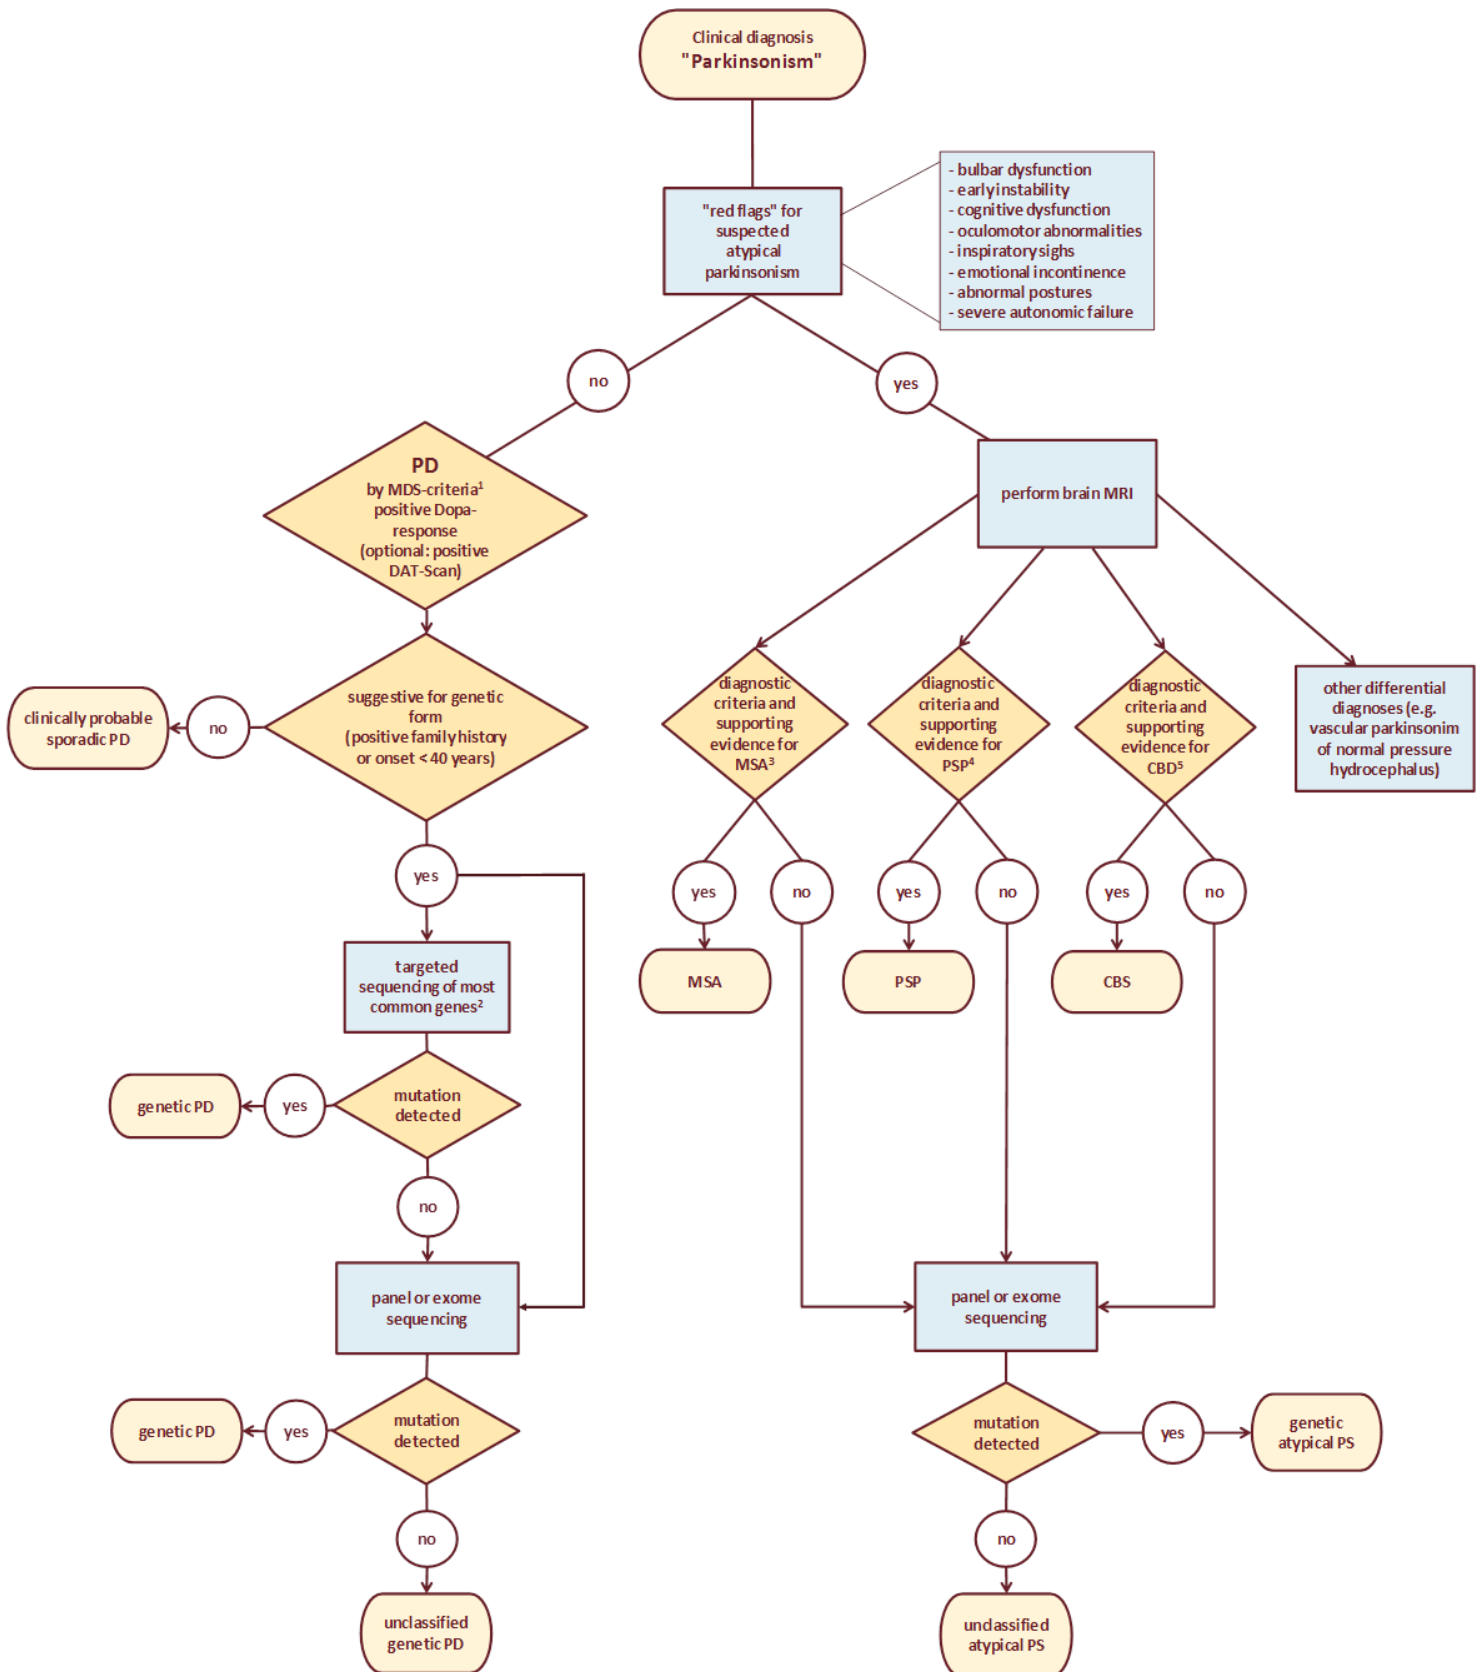 Clinical diagnosis
"Parkinsonism"
"red flags" for
suspected
atypical
parkinsonism
- bulbar dysfunction
- early instability
- cognitive dysfunction
- oculomotor abnormalities
- inspiratory sighs
- emotional incontinence
- abnormal postures
- severe autonomic failure
no
yes
PD
by MDS-criteria¹
positive Dopa-
response
(optional: positive
DAT-Scan)
perform brain MRI
suggestive for genetic
form
(positive family history
or onset < 40 years)
no
clinically probable
sporadic PD
diagnostic
criteria and
supporting
evidence for
MSA³
diagnostic
criteria and
supporting
evidence for
PSP⁴
diagnostic
criteria and
supporting
evidence for
CBD⁵
other differential
diagnoses (e.g.
vascular parkinsonim
of normal pressure
hydrocephalus)
yes
yes
no
yes
no
yes
no
targeted
sequencing of most
common genes²
MSA
PSP
CBS
mutation
detected
yes
genetic PD
no
panel or exome
sequencing
panel or exome
sequencing
mutation
detected
yes
genetic PD
mutation
detected
yes
genetic
atypical PS
no
no
unclassified
genetic PD
unclassified
atypical PS